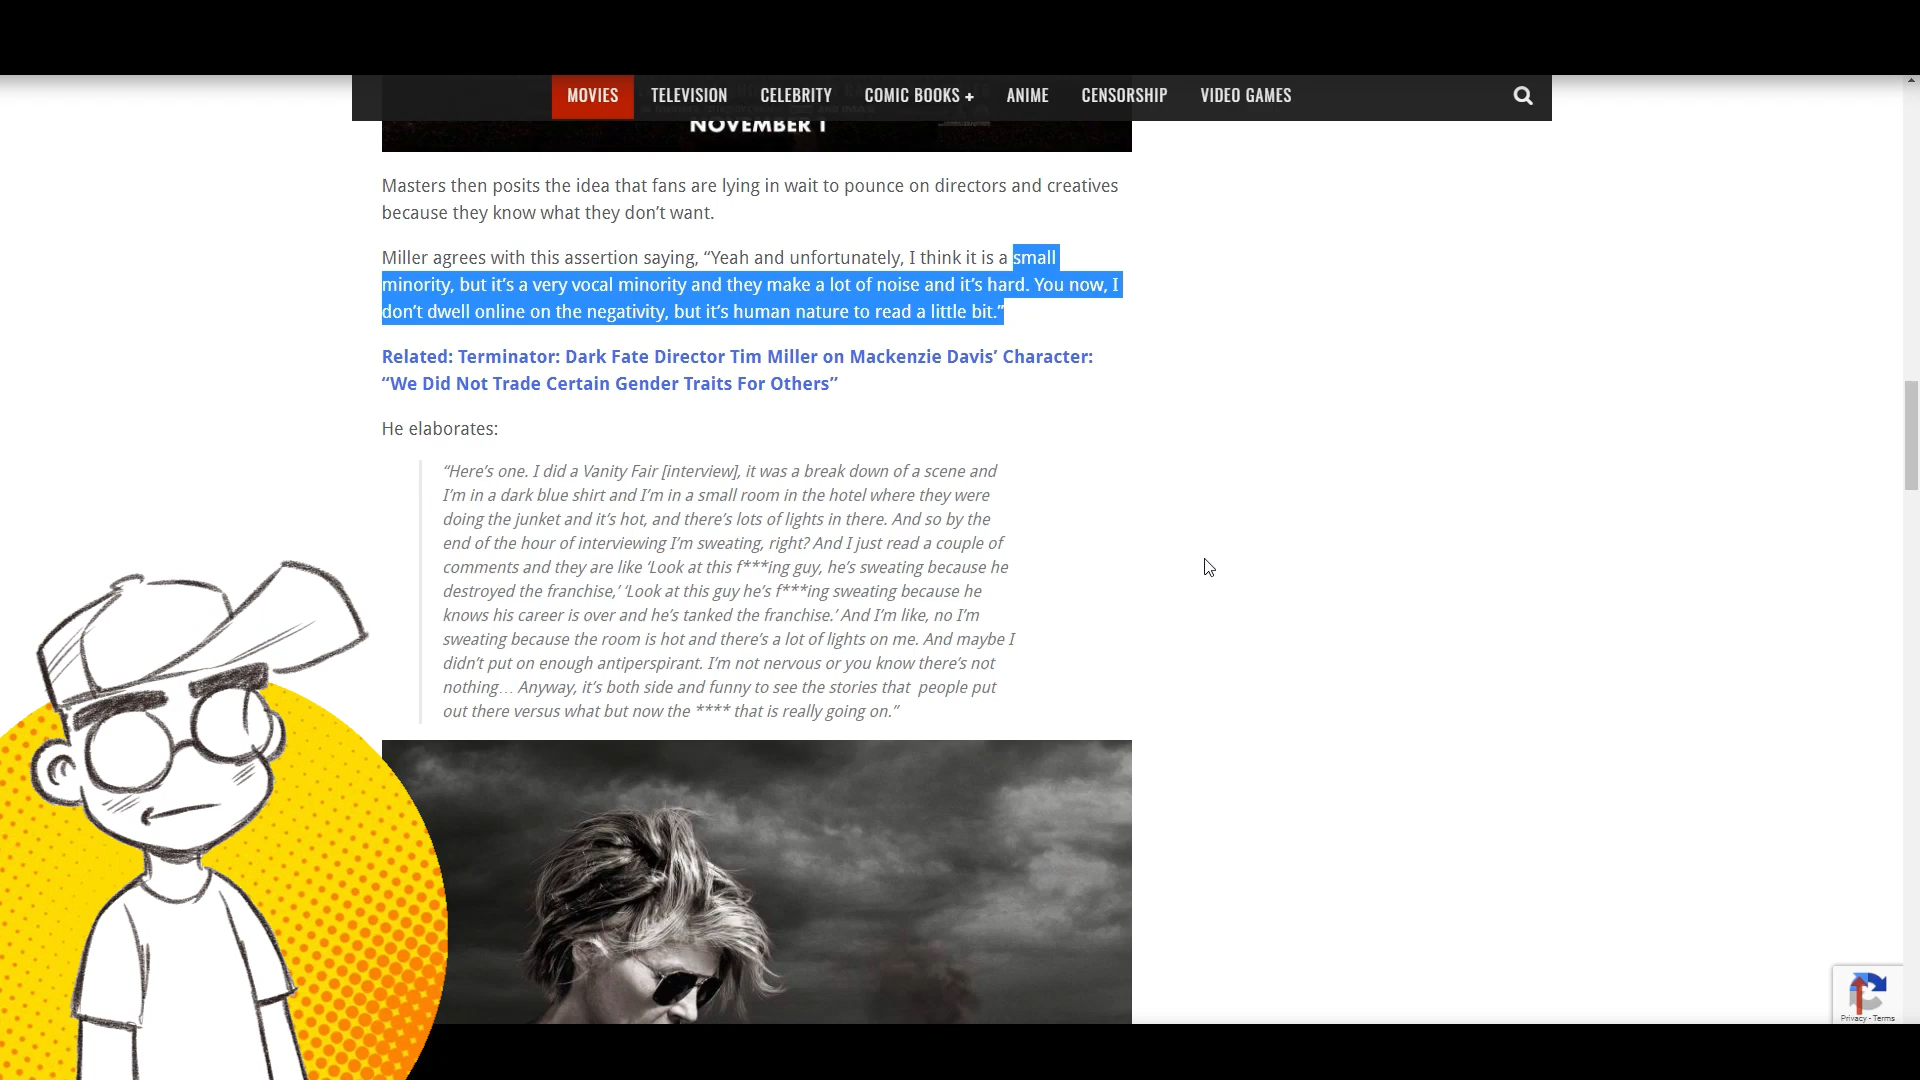 MOVIES TELEVISION CELEBRITY COMIC BOOKS + ANIME CENSORSHIP VIDEO GAMES
NOVEMBER 1
Masters then posits the idea that fans are lying in wait to pounce on directors and creatives
because they know what they don’t want.
Miller agrees with this assertion saying, “Yeah and unfortunately, I think it is a small
minority, but it’s a very vocal minority and they make a lot of noise and it’s hard. You now, I
don’t dwell online on the negativity, but it’s human nature to read a little bit.”
Related: Terminator: Dark Fate Director Tim Miller on Mackenzie Davis’ Character:
“We Did Not Trade Certain Gender Traits For Others”
He elaborates:
“Here’s one. I did a Vanity Fair [interview], it was a break down of a scene and
I’m in a dark blue shirt and I’m in a small room in the hotel where they were
doing the junket and it’s hot, and there’s lots of lights in there. And so by the
end of the hour of interviewing I’m sweating, right? And I just read a couple of
comments and they are like ‘Look at this f***ing guy, he’s sweating because he
destroyed the franchise,’ ‘Look at this guy he’s f***ing sweating because he
knows his career is over and he’s tanked the franchise.’ And I’m like, no I’m
sweating because the room is hot and there’s a lot of lights on me. And maybe I
didn’t put on enough antiperspirant. I’m not nervous or you know there’s not
nothing… Anyway, it’s both side and funny to see the stories that people put
out there versus what but now the **** that is really going on.”
Privacy - Terms